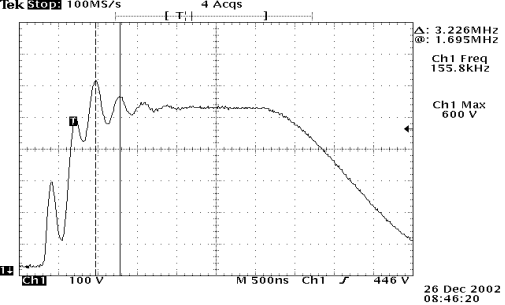 Tek Stop: 100MS/s 4 Acqs
[ T ]
Δ: 3.226MHz
@: 1.695MHz
Ch1 Freq
155.8kHz
Ch1 Max
600 V
T
1
Ch1 100 V M 500ns Ch1 446 V
26 Dec 2002
08:46:20